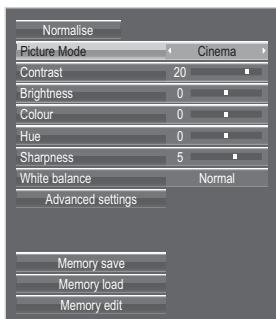 Normalise
Picture Mode Cinema
Contrast 20
Brightness 0
Colour 0
Hue 0
Sharpness 5
White balance Normal
Advanced settings
Memory save
Memory load
Memory edit